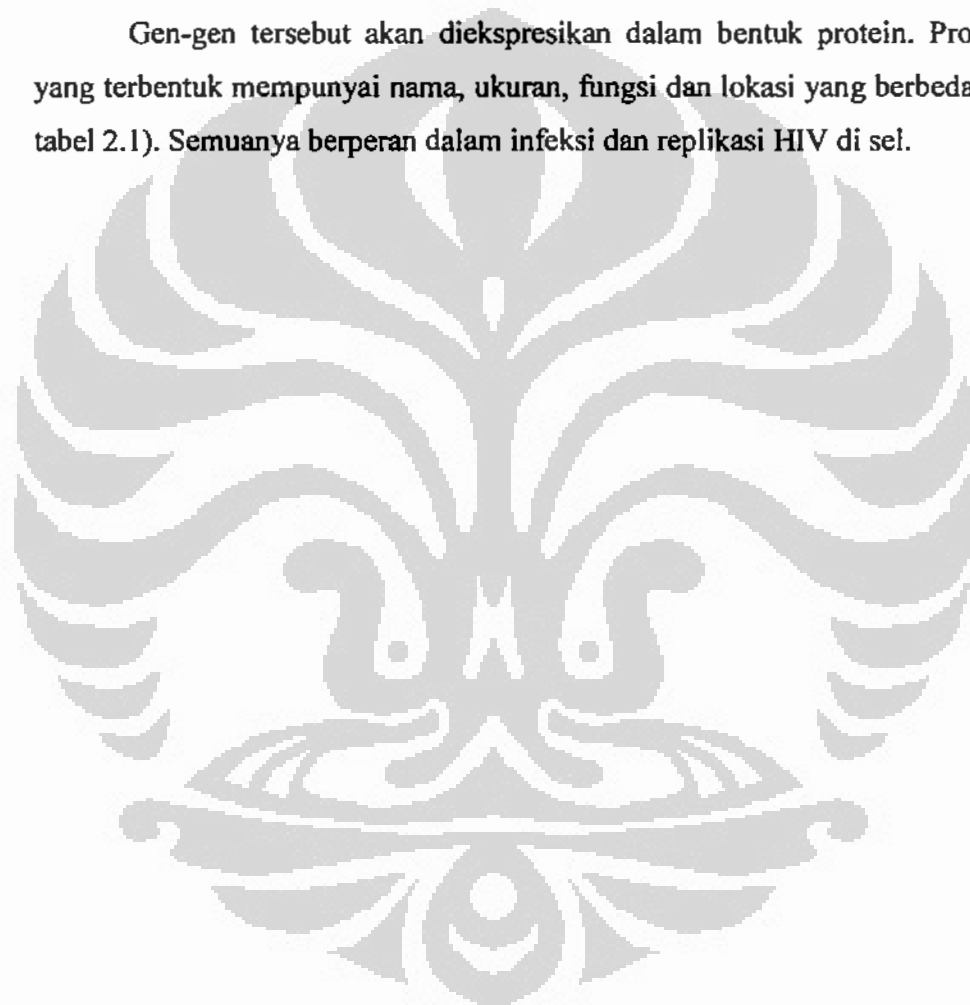 Gen-gen tersebut akan diekspresikan dalam bentuk protein. Pro
yang terbentuk mempunyai nama, ukuran, fungsi dan lokasi yang berbeda
tabel 2.1). Semuanya berperan dalam infeksi dan replikasi HIV di sel.